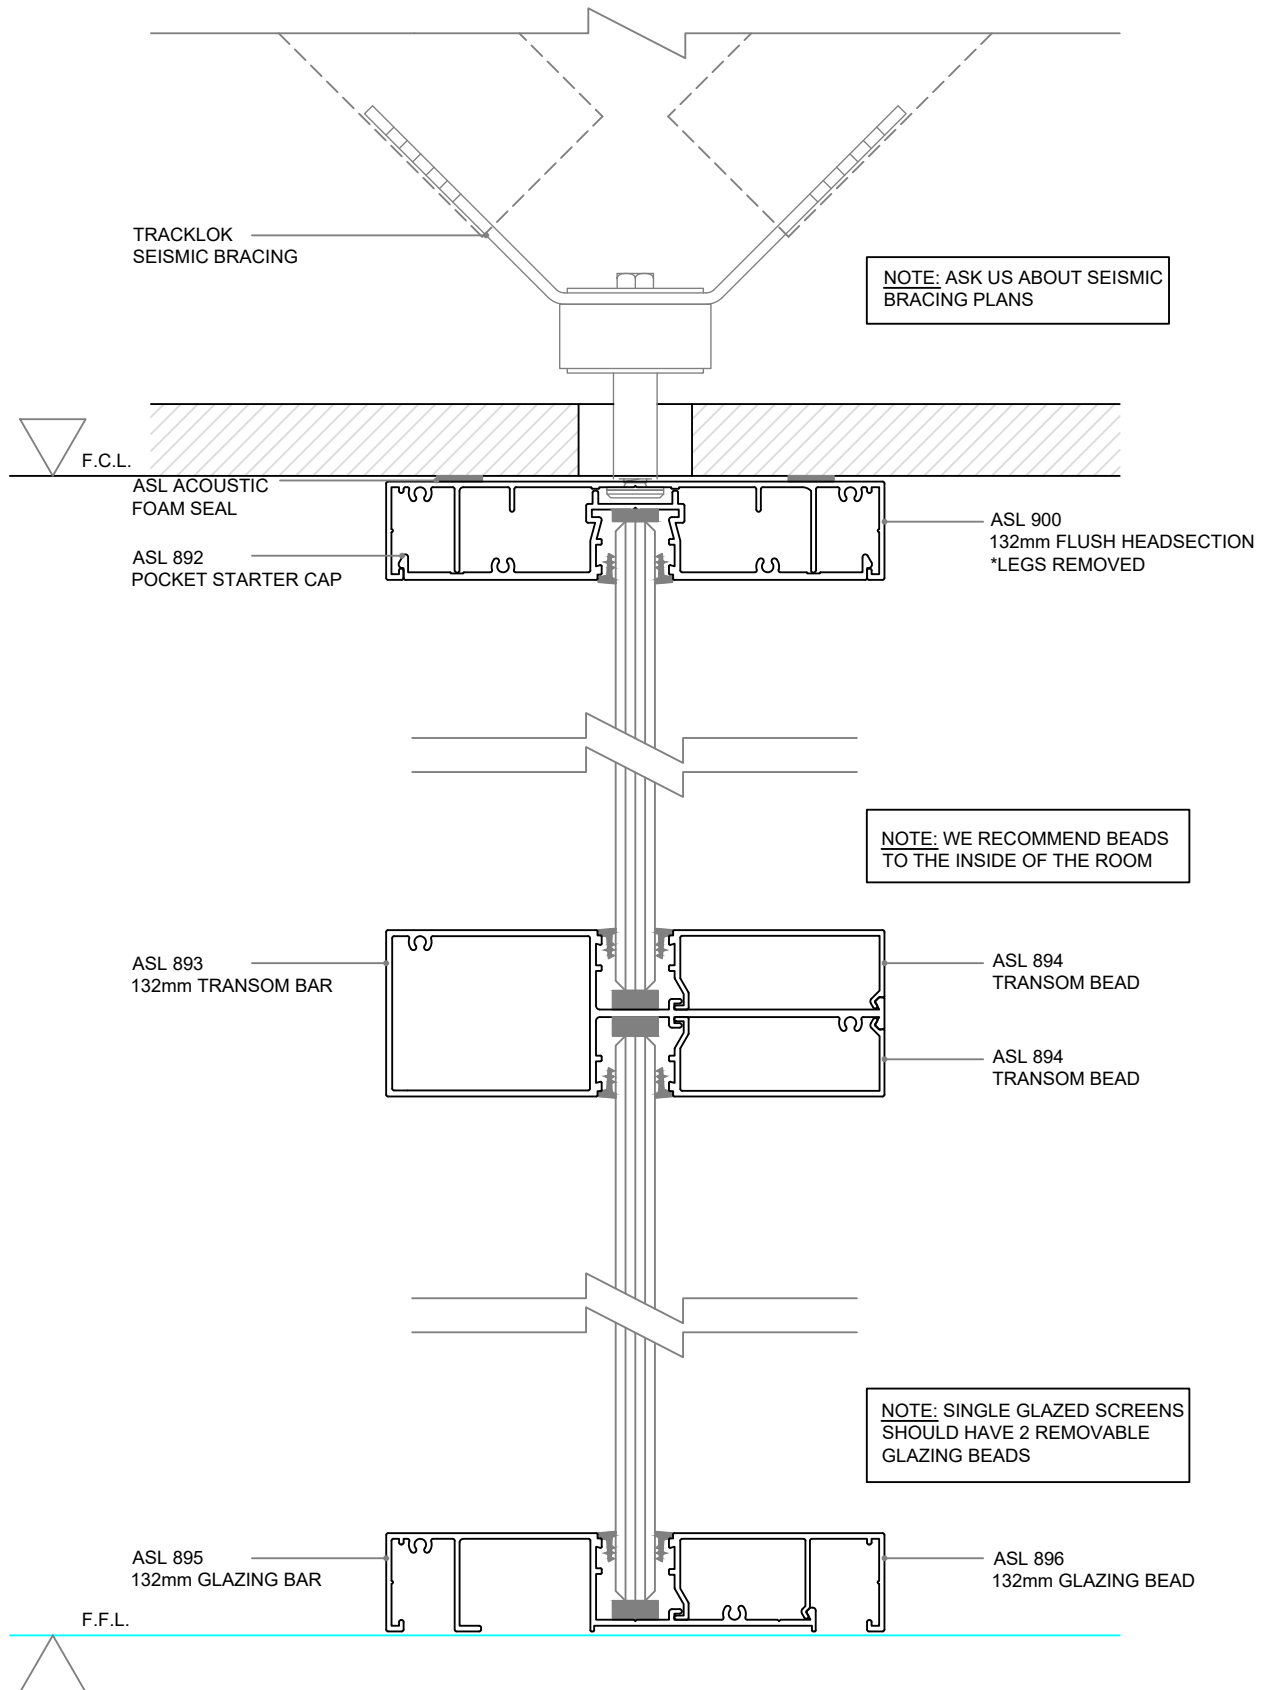 TRACKLOK
SEISMIC BRACING
NOTE: ASK US ABOUT SEISMIC
BRACING PLANS
F.C.L.
ASL ACOUSTIC
FOAM SEAL
ASL 892
POCKET STARTER CAP
ASL 900
132mm FLUSH HEADSECTION
*LEGS REMOVED
NOTE: WE RECOMMEND BEADS
TO THE INSIDE OF THE ROOM
ASL 893
132mm TRANSOM BAR
ASL 894
TRANSOM BEAD
ASL 894
TRANSOM BEAD
NOTE: SINGLE GLAZED SCREENS
SHOULD HAVE 2 REMOVABLE
GLAZING BEADS
ASL 895
132mm GLAZING BAR
ASL 896
132mm GLAZING BEAD
F.F.L.